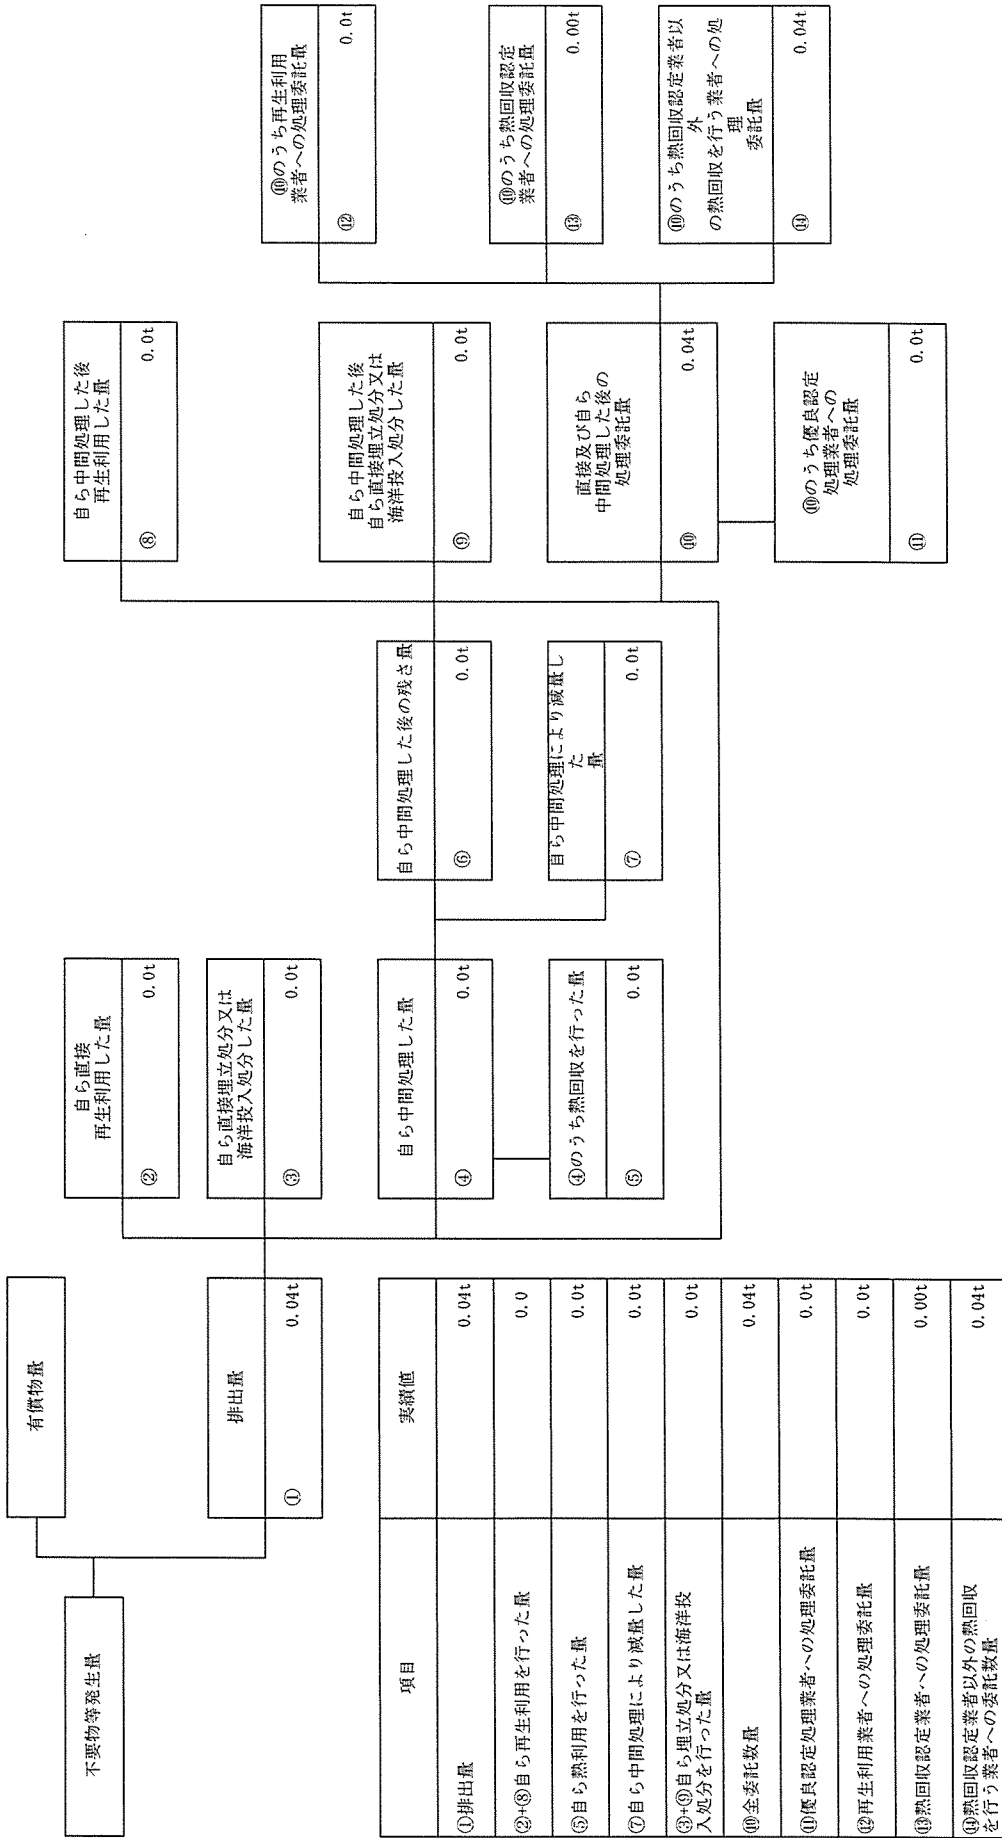 不要物等発生量
有償物量
排出量
① 0.04t
自ら直接
再生利用した量
② 0.0t
自ら直接埋立処分又は
海洋投入処分した量
③ 0.0t
自ら中間処理した量
④ 0.0t
④のうち熱回収を行った量
⑤ 0.0t
自ら中間処理した後の残さ量
⑥ 0.0t
自ら中間処理により減量し
た
量
⑦ 0.0t
自ら中間処理した後
再生利用した量
⑧ 0.0t
自ら中間処理した後
自ら直接埋立処分又は
海洋投入処分した量
⑨ 0.0t
直接及び自ら
中間処理した後の
処理委託量
⑩ 0.04t
⑩のうち優良認定
処理業者への
処理委託量
⑪ 0.0t
⑩のうち再生利用
業者への処理委託量
⑫ 0.0t
⑩のうち熱回収認定
業者への処理委託量
⑬ 0.00t
⑩のうち熱回収認定業者以
外
の熱回収を行う業者への処
理
委託量
⑭ 0.04t
項目 実績値
①排出量 0.04t
②+⑧自ら再生利用を行った量 0.0
⑤自ら熱利用を行った量 0.0t
⑦自ら中間処理により減量した量 0.0t
③+⑨自ら埋立処分又は海洋投
入処分を行った量 0.0t
⑩全委託数量 0.04t
⑪優良認定処理業者への処理委託量 0.0t
⑫再生利用業者への処理委託量 0.0t
⑬熱回収認定業者への処理委託量 0.00t
⑭熱回収認定業者以外の熱回収
を行う業者への委託数量 0.04t